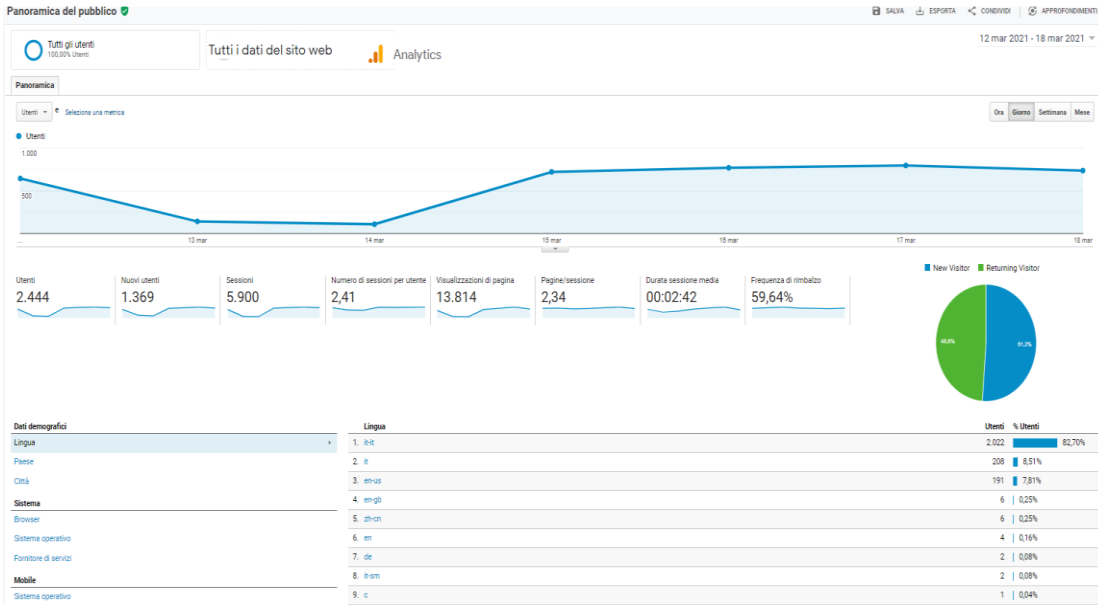 Panoramica del pubblico
SALVA ESPORTA CONDIVIDI APPROFONDIMENTI
Tutti gli utenti
100,00% Utenti
Tutti i dati del sito web
Analytics
12 mar 2021 - 18 mar 2021
Panoramica
Utenti e Seleziona una metrica
Ora Giorno Settimana Mese
Utenti
1.000
500
... 13 mar 14 mar 15 mar 16 mar 17 mar 18 mar
New Visitor Returning Visitor
Utenti Nuovi utenti Sessioni Numero di sessioni per utente Visualizzazioni di pagina Pagine/sessione Durata sessione media Frequenza di rimbalzo
2.444 1.369 5.900 2,41 13.814 2,34 00:02:42 59,64%
48,8% 51,2%
Dati demografici
Lingua
Paese
Città
Sistema
Browser
Sistema operativo
Fornitore di servizi
Mobile
Sistema operativo
Lingua Utenti % Utenti
1. it-it 2.022 82,70%
2. it 208 8,51%
3. en-us 191 7,81%
4. en-gb 6 0,25%
5. zh-cn 6 0,25%
6. en 4 0,16%
7. de 2 0,08%
8. it-sm 2 0,08%
9. c 1 0,04%